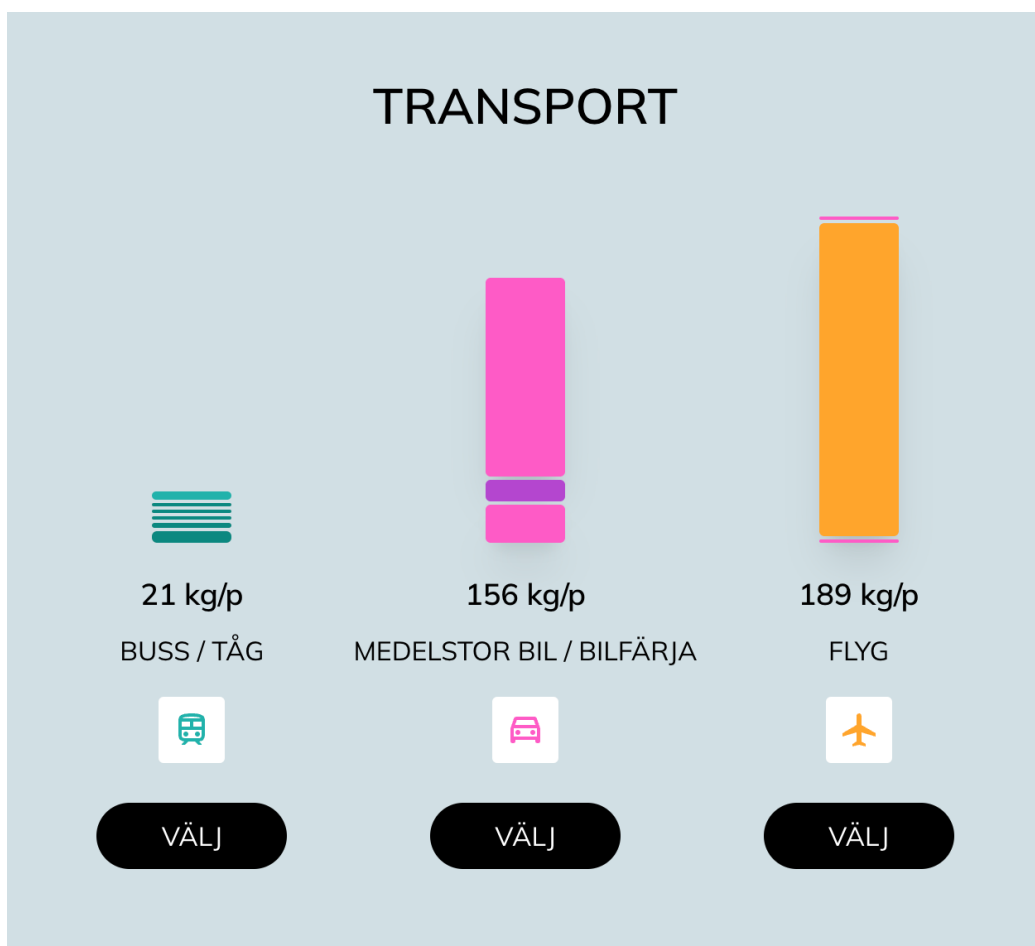 TRANSPORT
21 kg/p
156 kg/p
189 kg/p
BUSS / TÅG
MEDELSTOR BIL / BILFÄRJA
FLYG
VÄLJ
VÄLJ
VÄLJ